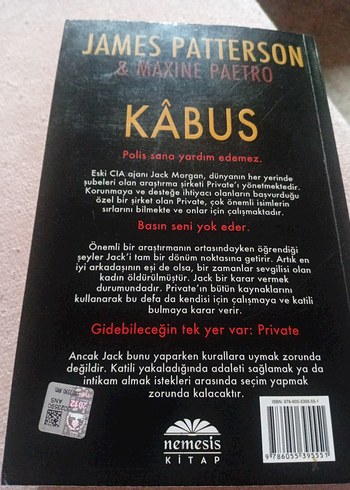 JAMES PATTERSON
& MAXINE PAETRO
KÂBUS
Polis sana yardım edemez.
Eski CIA ajanı Jack Morgan, dünyanın her yerinde
şubeleri olan araştırma şirketi Private'ı yönetmektedir.
Korunmaya ve desteğe ihtiyacı olanların başvurduğu
özel bir şirket olan Private, çok önemli isimlerin
sırlarını bilmekte ve onlar için çalışmaktadır.
Basın seni yok eder.
Önemli bir araştırmanın ortasındayken öğrendiği
şeyler Jack'i tam bir dönüm noktasına getirir. Artık en
iyi arkadaşının eşi de olsa, bir zamanlar sevgilisi olan
kadın öldürülmüştür. Jack bir karar vermek
durumundadır. Private'ın bütün kaynaklarını
kullanarak bu defa da kendisi için çalışmaya ve katili
bulmaya karar verir.
Gidebileceğin tek yer var: Private
Ancak Jack bunu yaparken kurallara uymak zorunda
değildir. Katili yakaladığında adaleti sağlamak ya da
intikam almak istekleri arasında seçim yapmak
zorunda kalacaktır.
2012
nemesis
KİTAP
9 786055 395551